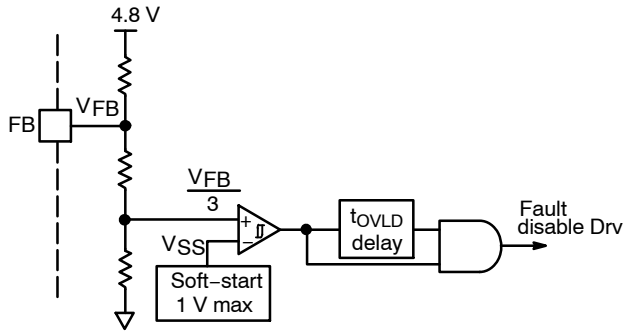 4.8 V
FB
VFB
VFB
3
+
−
VSS
Soft−start
1 V max
tOVLD
delay
Fault
disable Drv